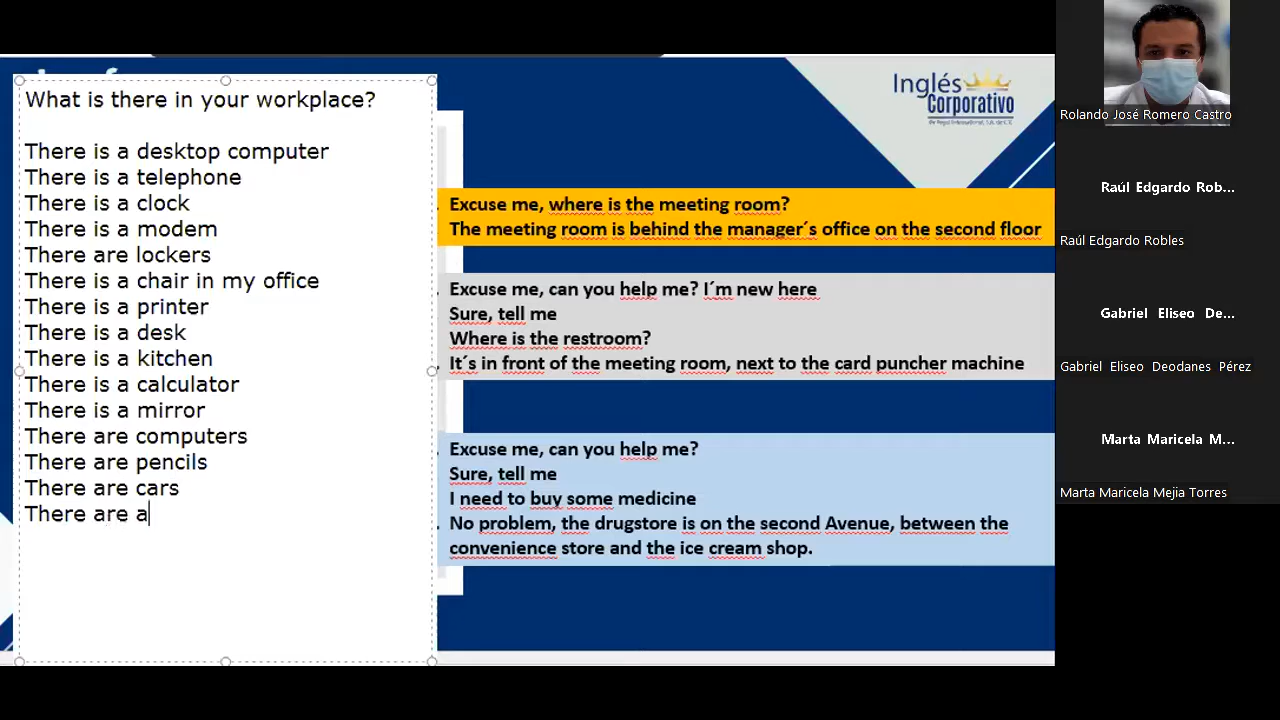 What is there in your workplace?
There is a desktop computer
There is a telephone
There is a clock
There is a modem
There are lockers
There is a chair in my office
There is a printer
There is a desk
There is a kitchen
There is a calculator
There is a mirror
There are computers
There are pencils
There are cars
There are a
Inglés
Corporativo
Excuse me, where is the meeting room?
The meeting room is behind the manager´s office on the second floor
Excuse me, can you help me? I´m new here
Sure, tell me
Where is the restroom?
It´s in front of the meeting room, next to the card puncher machine
Excuse me, can you help me?
Sure, tell me
I need to buy some medicine
No problem, the drugstore is on the second Avenue, between the
convenience store and the ice cream shop.
Rolando José Romero Castro
Raúl Edgardo Rob...
Raúl Edgardo Robles
Gabriel Eliseo De...
Gabriel Eliseo Deodanes Pérez
Marta Maricela M...
Marta Maricela Mejia Torres